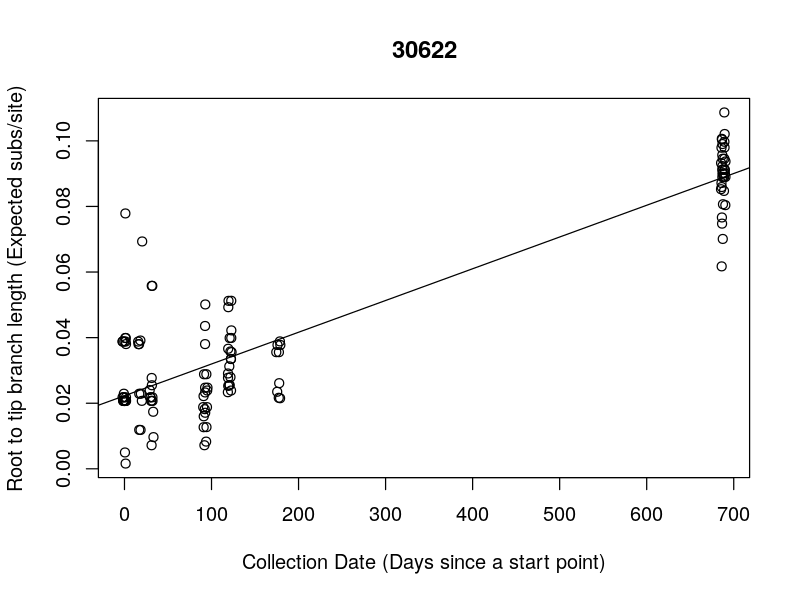 30622
Root to tip branch length (Expected subs/site)
0.10
0.08
0.06
0.04
0.02
0.00
0 100 200 300 400 500 600 700
Collection Date (Days since a start point)